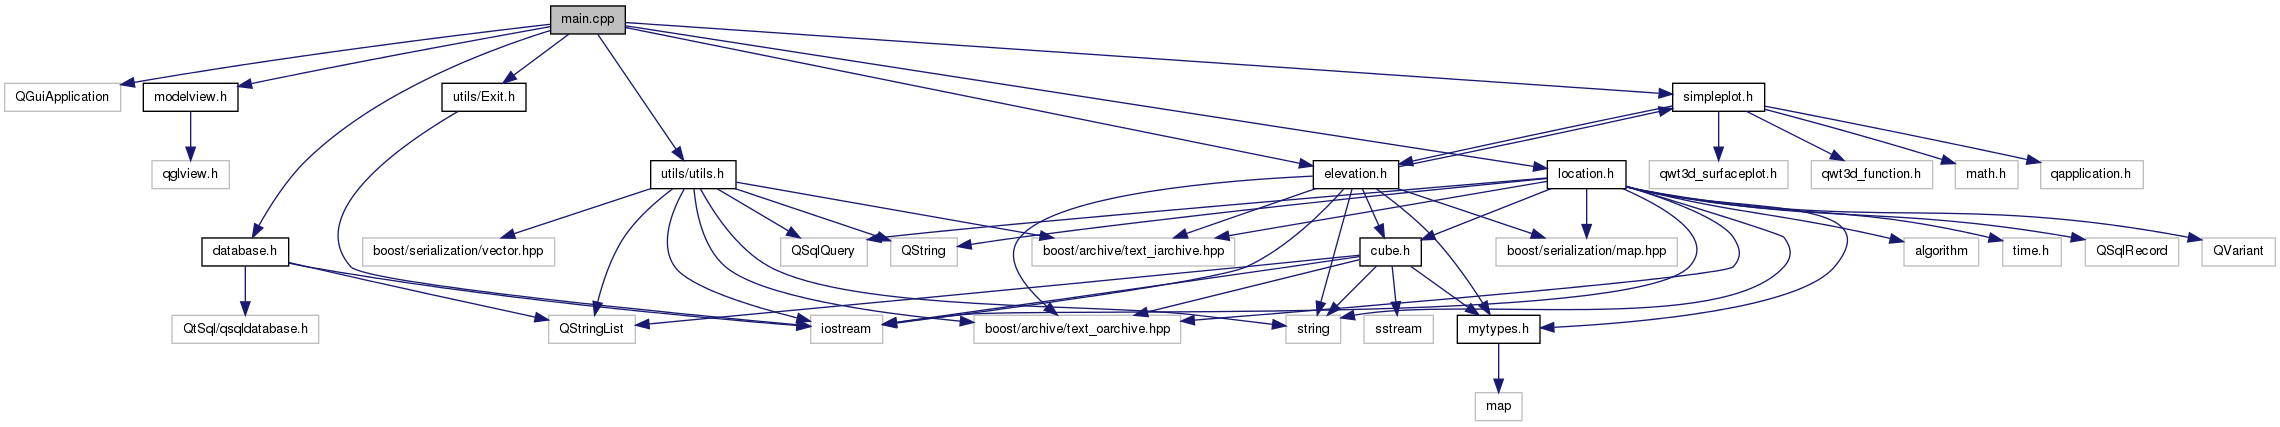 main.cpp
QGuiApplication
modelview.h
utils/Exit.h
simpleplot.h
qglview.h
utils/utils.h
elevation.h
location.h
qwt3d_surfaceplot.h
qwt3d_function.h
math.h
qapplication.h
database.h
boost/serialization/vector.hpp
QSqlQuery
QString
boost/archive/text_iarchive.hpp
cube.h
boost/serialization/map.hpp
algorithm
time.h
QSqlRecord
QVariant
QtSql/qsqldatabase.h
QStringList
iostream
boost/archive/text_oarchive.hpp
string
sstream
mytypes.h
map